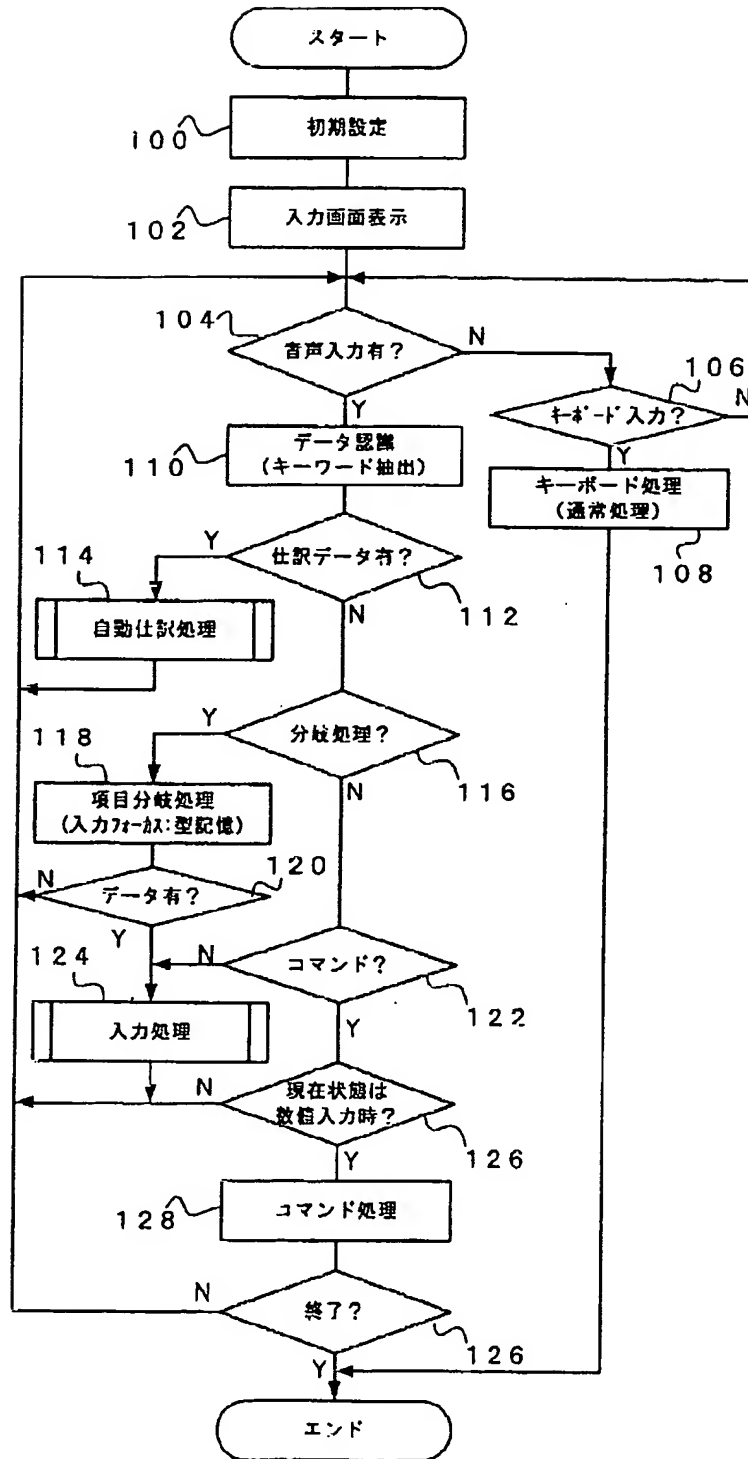 スタート
100
初期設定
102
入力画面表示
104
音声入力有?
N
106
Y
キーボード入力?
N
110
データ認識
(キーワード抽出)
Y
キーボード処理
(通常処理)
108
114
Y
仕訳データ有?
112
N
自動仕訳処理
118
Y
分岐処理?
116
N
項目分岐処理
(入力フォーカス:型記憶)
N
データ有?
120
Y
124
N
コマンド?
122
Y
入力処理
N
現在状態は
数値入力時?
126
Y
128
コマンド処理
N
終了?
126
Y
エンド